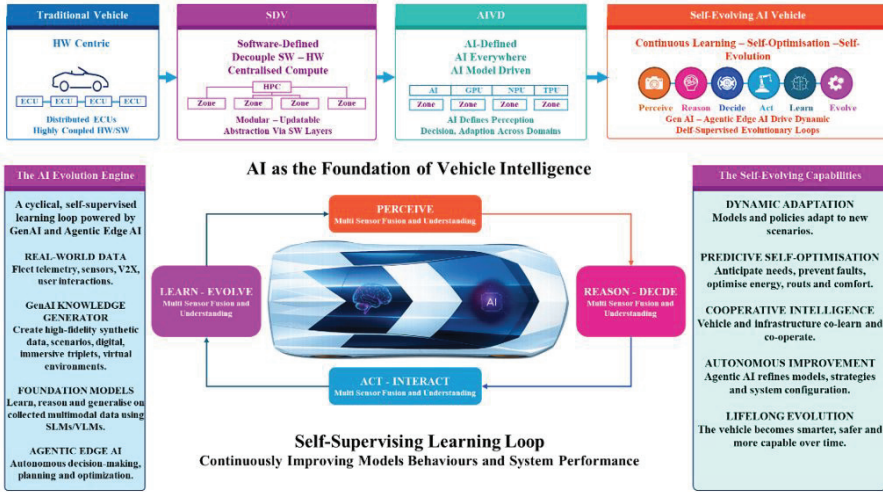 Traditional Vehicle
HW Centric
ECU ECU ECU ECU
Distributed ECUs
Highly Coupled HW/SW
SDV
Software-Defined
Decouple SW – HW
Centralised Compute
HPC
Zone Zone Zone Zone
Modular – Updatable
Abstraction Via SW Layers
AIVD
AI-Defined
AI Everywhere
AI Model Driven
AI GPU NPU TPU
Zone Zone Zone Zone
AI Defines Perception
Decision, Adaption Across Domains
Self-Evolving AI Vehicle
Continuous Learning – Self-Optimisation –Self-
Evolution
Perceive Reason Decide Act Learn Evolve
Gen AI – Agentic Edge AI Drive Dynamic
Delf-Supervised Evolutionary Loops
AI as the Foundation of Vehicle Intelligence
The AI Evolution Engine
A cyclical, self-supervised
learning loop powered by
GenAI and Agentic Edge AI
REAL-WORLD DATA
Fleet telemetry, sensors, V2X,
user interactions.
GenAI KNOWLEDGE
GENERATOR
Create high-fidelity synthetic
data, scenarios, digital,
immersive triplets, virtual
environments.
FOUNDATION MODELS
Learn, reason and generalise on
collected multimodal data using
SLMs/VLMs.
AGENTIC EDGE AI
Autonomous decision-making,
planning and optimization.
PERCEIVE
Multi Sensor Fusion and Understanding
LEARN - EVOLVE
Multi Sensor Fusion and
Understanding
AI
REASON - DECDE
Multi Sensor Fusion and
Understanding
ACT - INTERACT
Multi Sensor Fusion and Understanding
Self-Supervising Learning Loop
Continuously Improving Models Behaviours and System Performance
The Self-Evolving Capabilities
DYNAMIC ADAPTATION
Models and policies adapt to new
scenarios.
PREDICIVE SELF-OPTIMISATION
Anticipate needs, prevent faults,
optimise energy, routs and comfort.
COOPERATIVE INTELLIGENCE
Vehicle and infrastructure co-learn and
co-operate.
AUTONOMOUS IMPROVEMENT
Agentic AI refines models, strategies
and system configuration.
LIFELONG EVOLUTION
The vehicle becomes smarter, safer and
more capable over time.